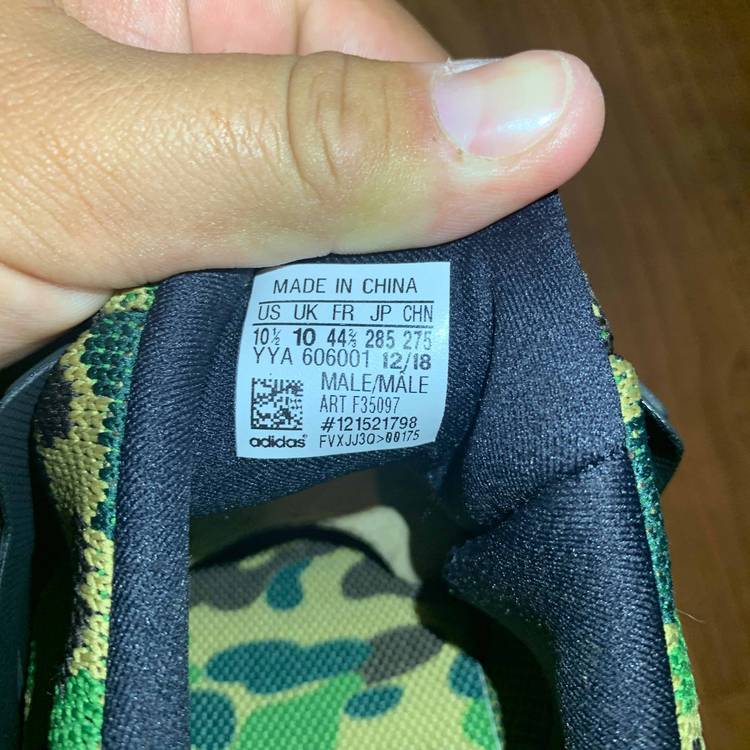 MADE IN CHINA
US UK FR JP CHN
10½ 10 44⅔ 285 275
YYA 606001 12/18
MALE/MÂLE
ART F35097
#121521798
adidas® FVXJJ3Q>00175